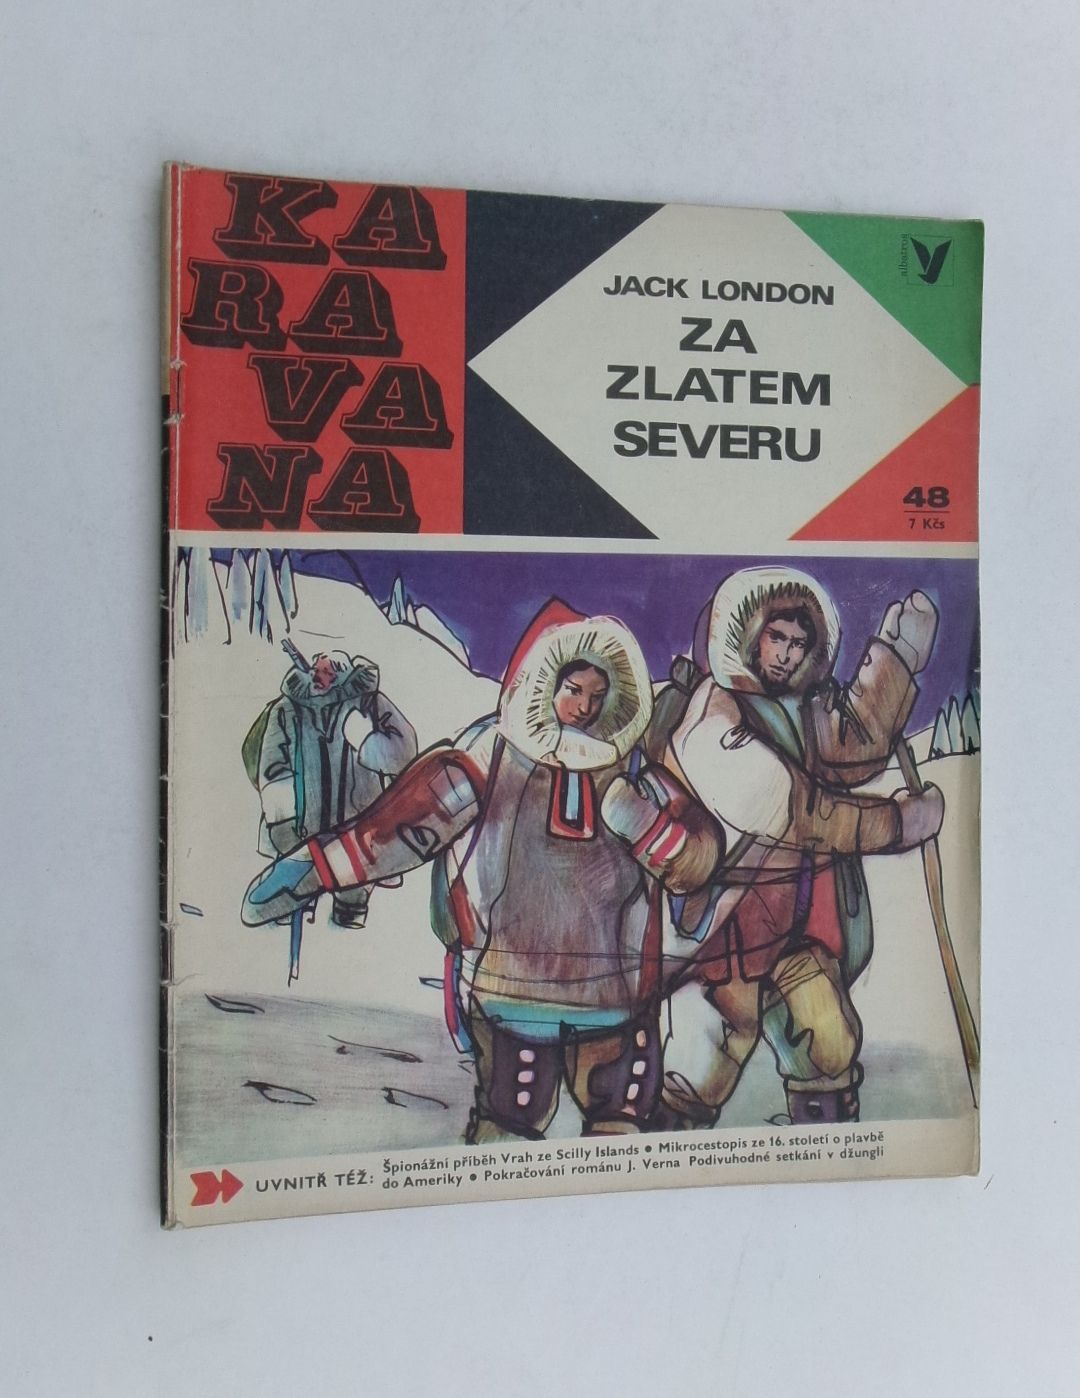 KA
RA
VA
NA
JACK LONDON
ZA
ZLATEM
SEVERU
albatros
48
7 Kčs
UVNITŘ TÉŽ:
Špionážní příběh Vrah ze Scilly Islands • Mikrocestopis ze 16. století o plavbě
do Ameriky • Pokračování románu J. Verna Podivuhodné setkání v džungli